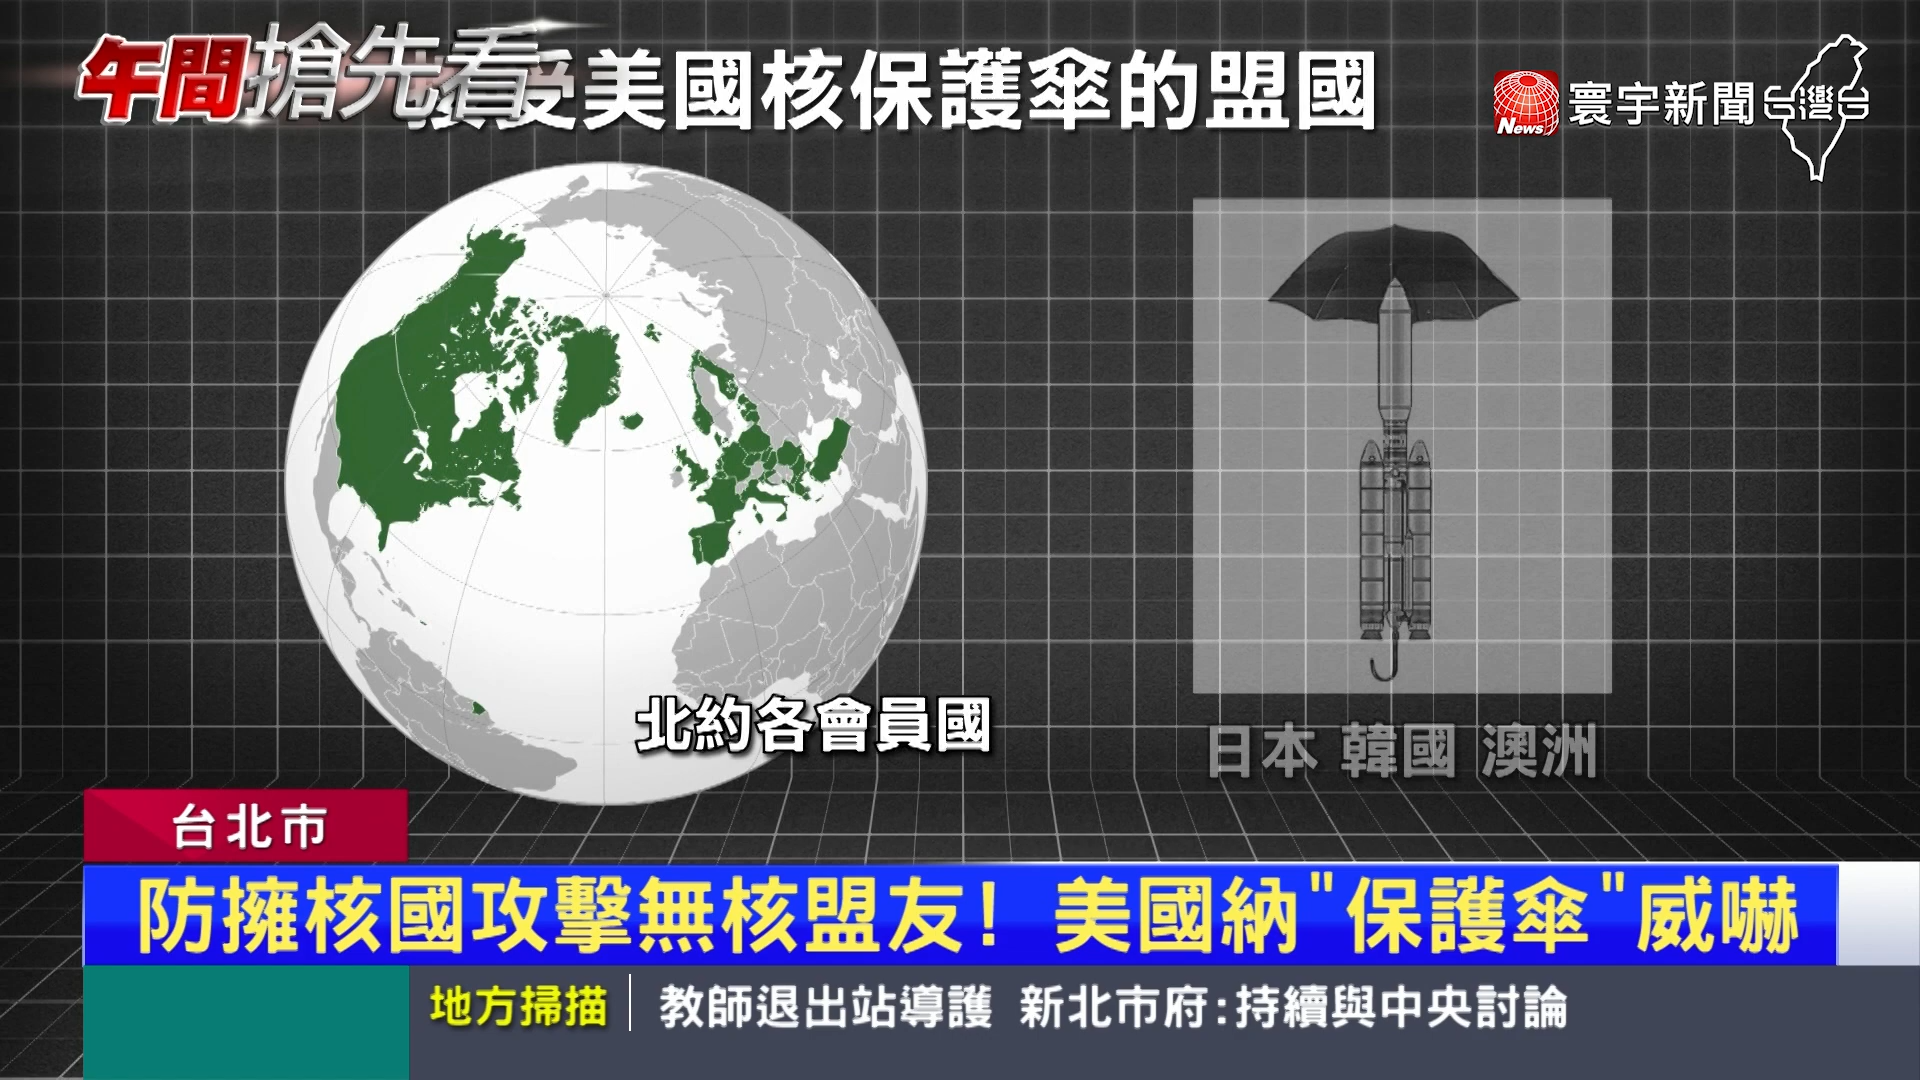 午間搶先看
受美國核保護傘的盟國
News 寰宇新聞 台灣台
北約各會員國
日本 韓國 澳洲
台北市
防擁核國攻擊無核盟友! 美國納"保護傘"威嚇
地方掃描 教師退出站導護 新北市府:持續與中央討論